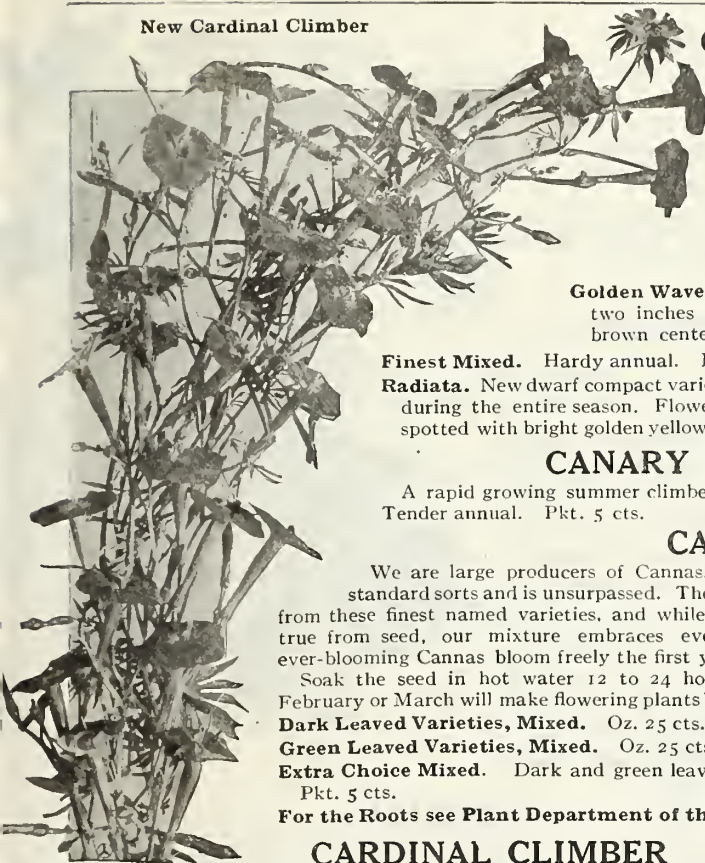 New Cardinal Climber
Golden Wave
two inches
brown cente
Finest Mixed. Hardy annual.
Radiata. New dwarf compact vari
during the entire season. Flowe
spotted with bright golden yellow
CANARY
A rapid growing summer climbe
Tender annual. Pkt. 5 cts.
CA
We are large producers of Cannas,
standard sorts and is unsurpassed. The
from these finest named varieties, and while
true from seed, our mixture embraces eve
ever-blooming Cannas bloom freely the first y
Soak the seed in hot water 12 to 24 ho
February or March will make flowering plants
Dark Leaved Varieties, Mixed. Oz. 25 cts.
Green Leaved Varieties, Mixed. Oz. 25 cts
Extra Choice Mixed. Dark and green leav
Pkt. 5 cts.
For the Roots see Plant Department of th
CARDINAL CLIMBER